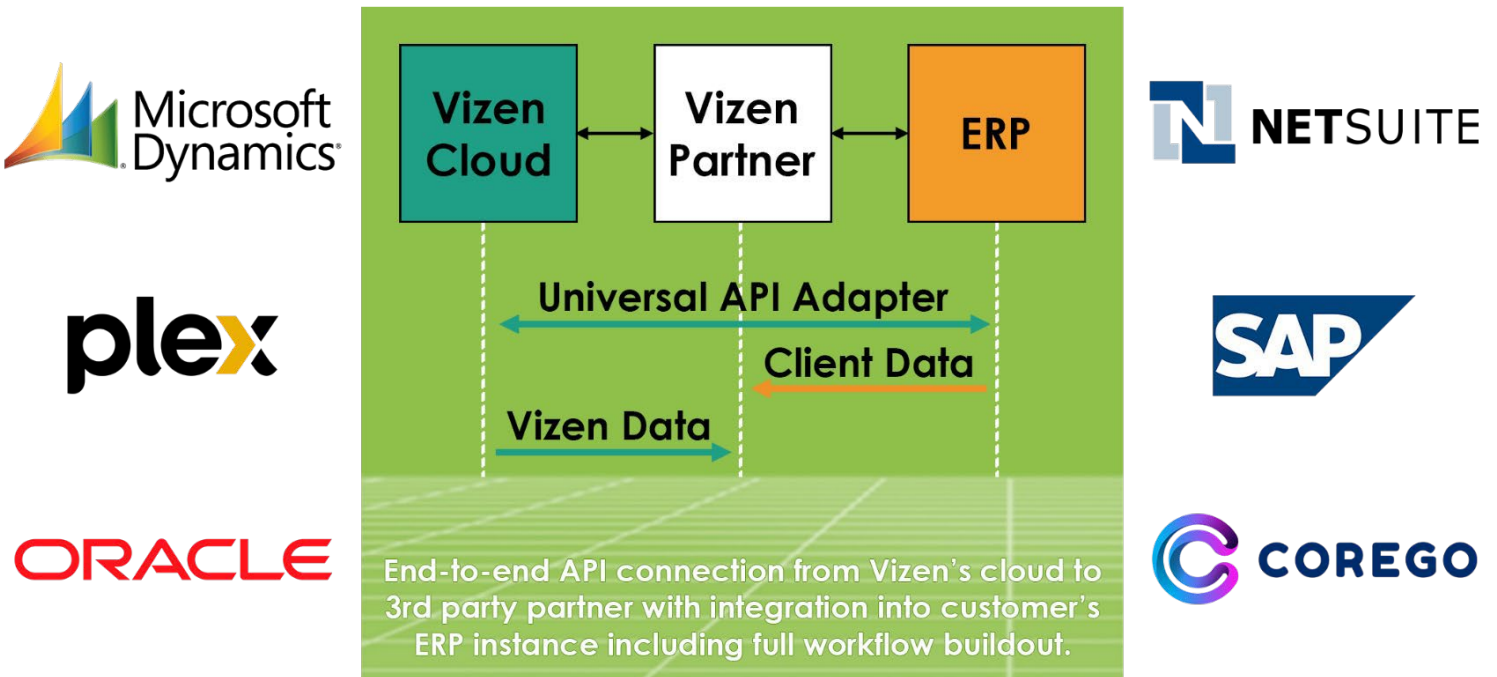 Microsoft
Dynamics
plex
ORACLE
Vizen
Cloud
Vizen
Partner
ERP
Universal API Adapter
Client Data
Vizen Data
End-to-end API connection from Vizen's cloud to
3rd party partner with integration into customer's
ERP instance including full workflow buildout.
NETSUITE
SAP
COREGO